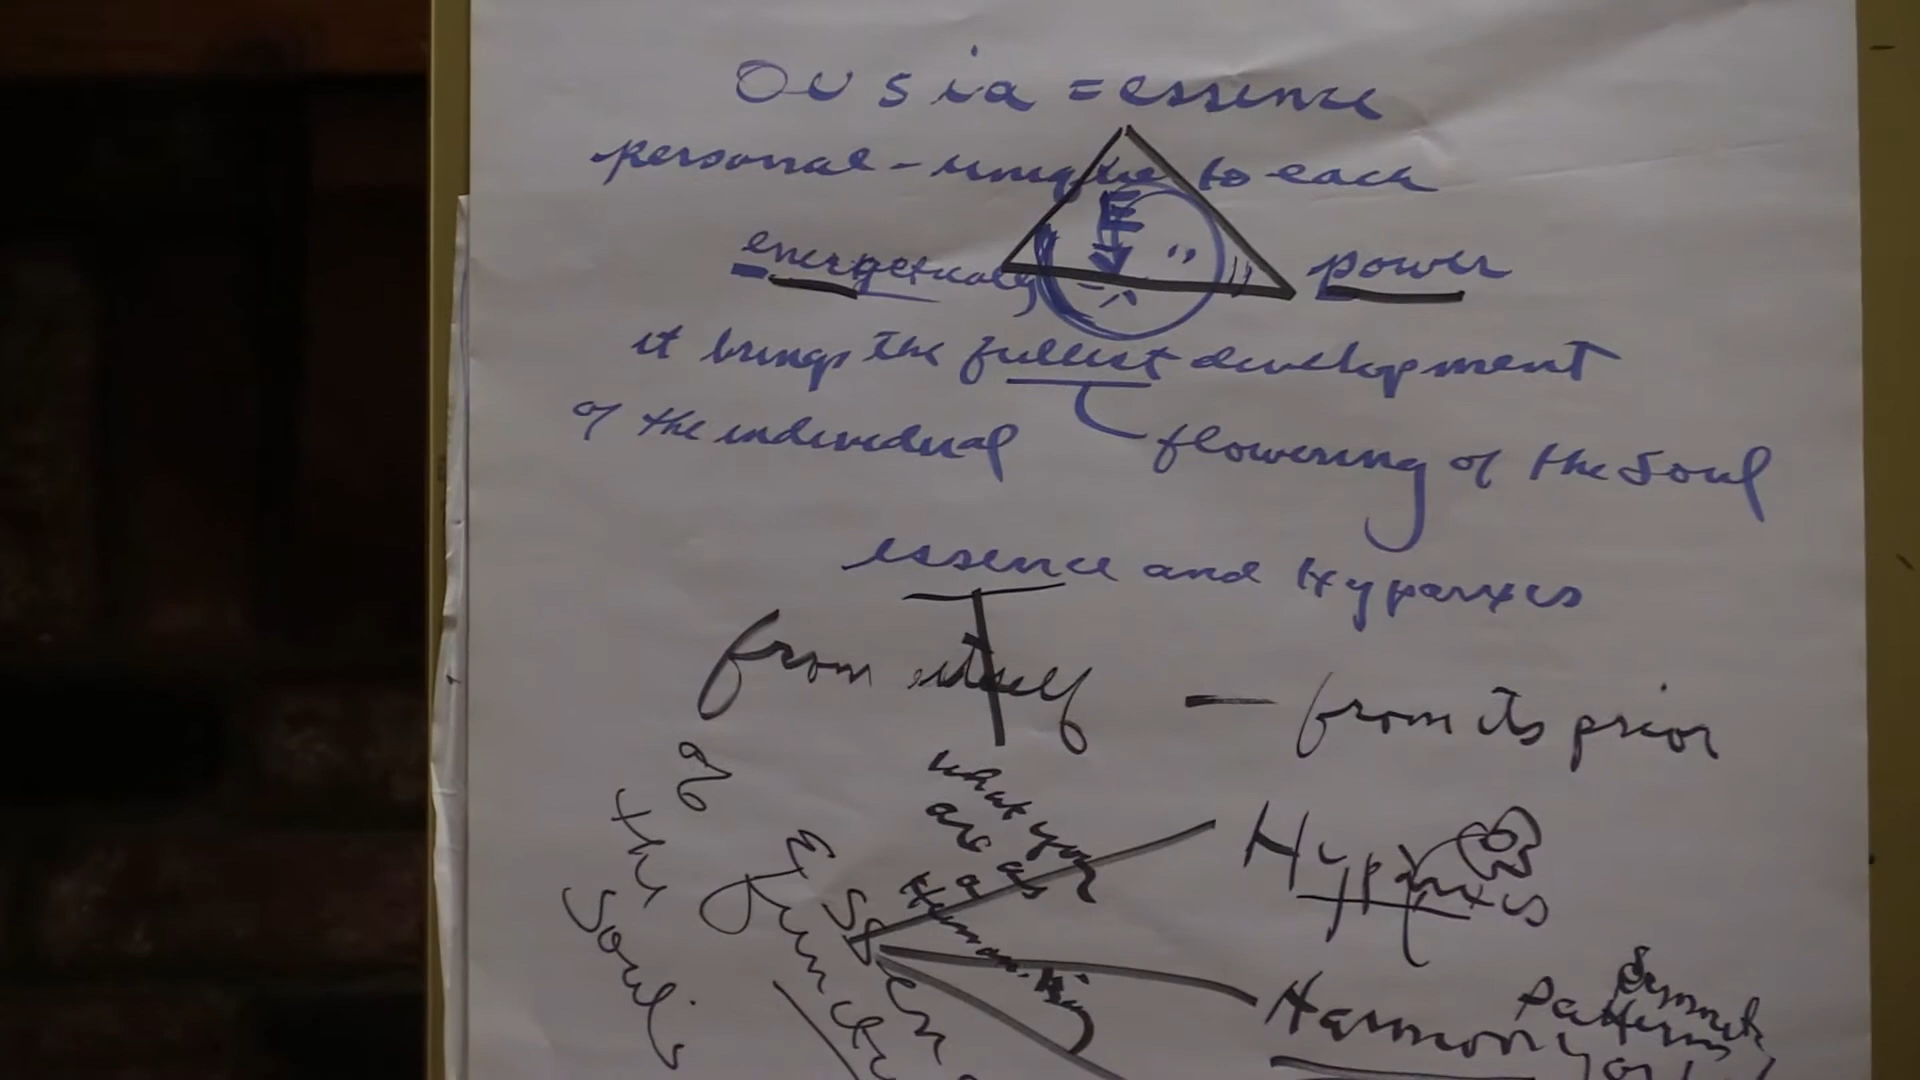 Ousia = essence
personal - unique to each
energetically
power
it brings the fullest development
of the individual
flowering of the Soul
essence and Hyparxis
from itself — from its prior
of
the
Soul
what you
are as
a
Human
Hyparxis
Essen
Harmony
patterns